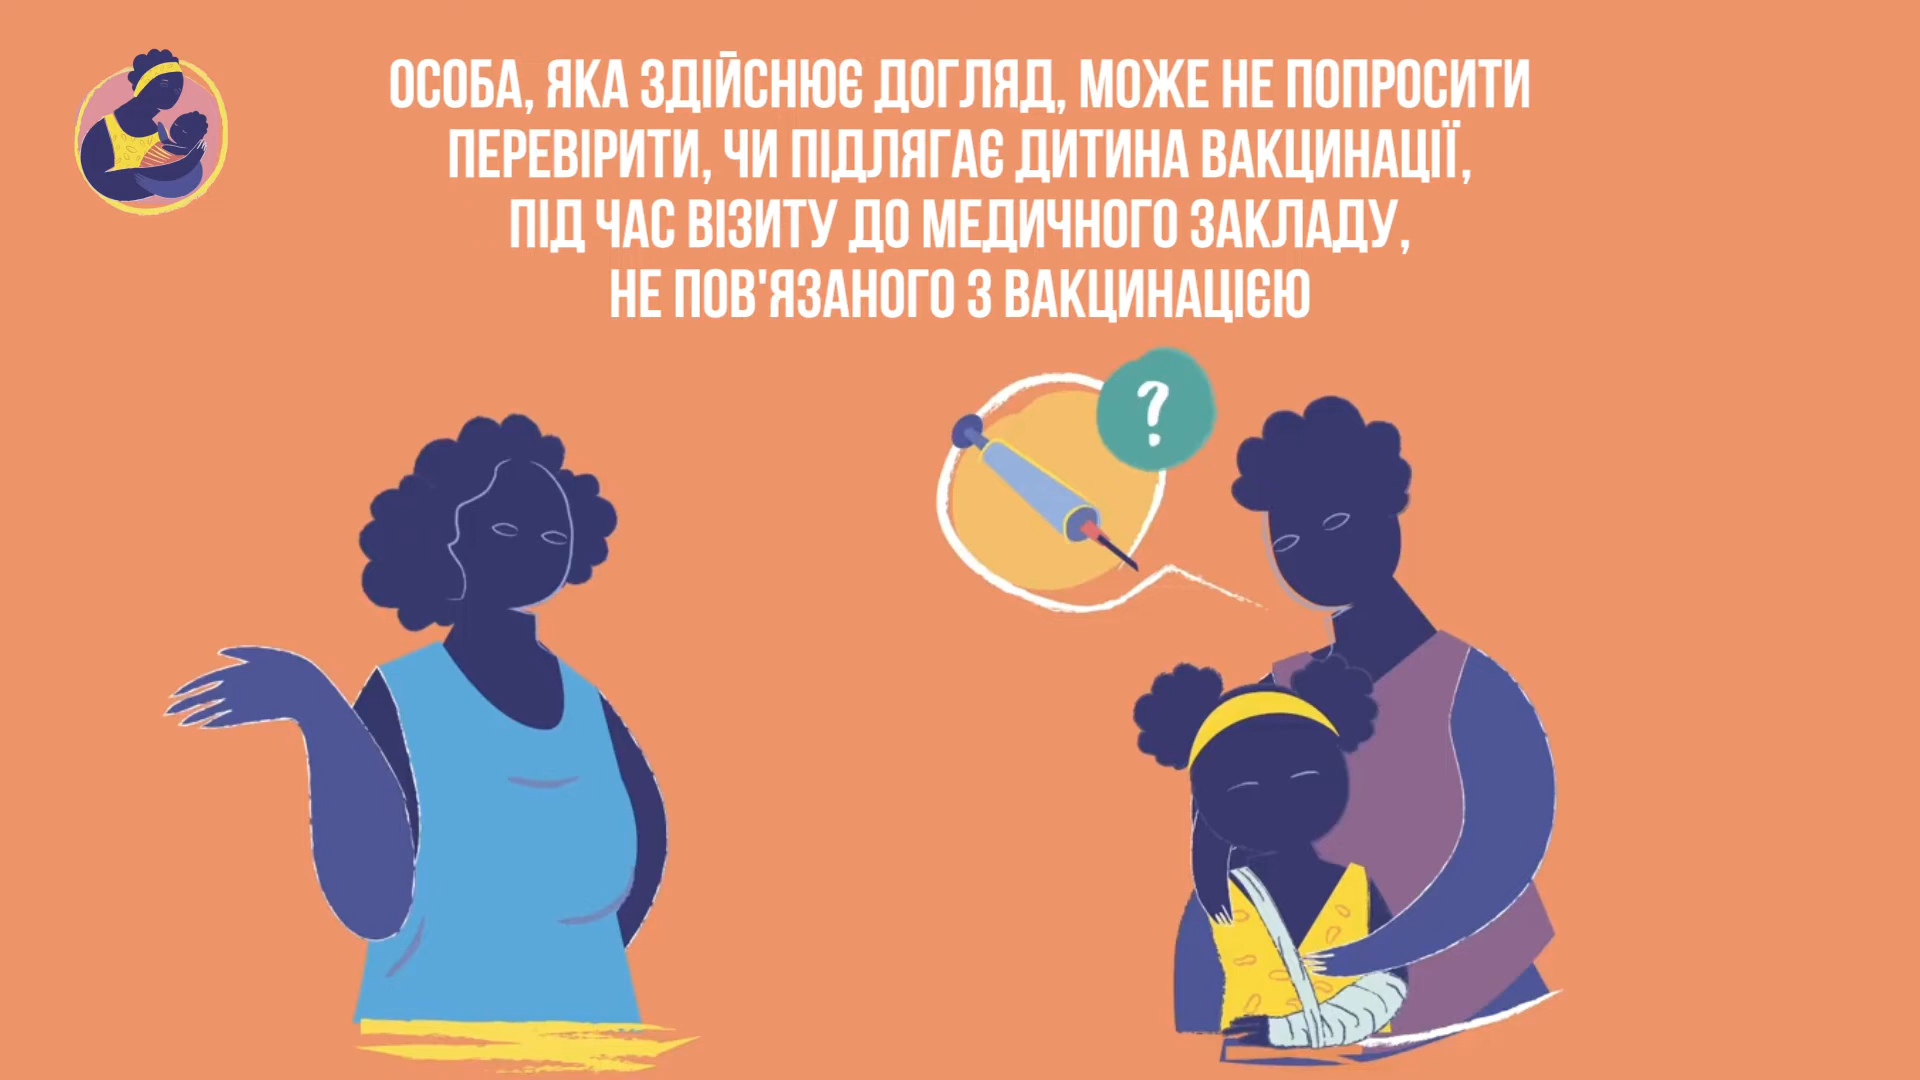 ОСОБА, ЯКА ЗДІЙСНЮЄ ДОГЛЯД, МОЖЕ НЕ ПОПРОСИТИ
ПЕРЕВІРИТИ, ЧИ ПІДЛЯГАЄ ДИТИНА ВАКЦИНАЦІЇ,
ПІД ЧАС ВІЗИТУ ДО МЕДИЧНОГО ЗАКЛАДУ,
НЕ ПОВ'ЯЗАНОГО З ВАКЦИНАЦІЄЮ
?